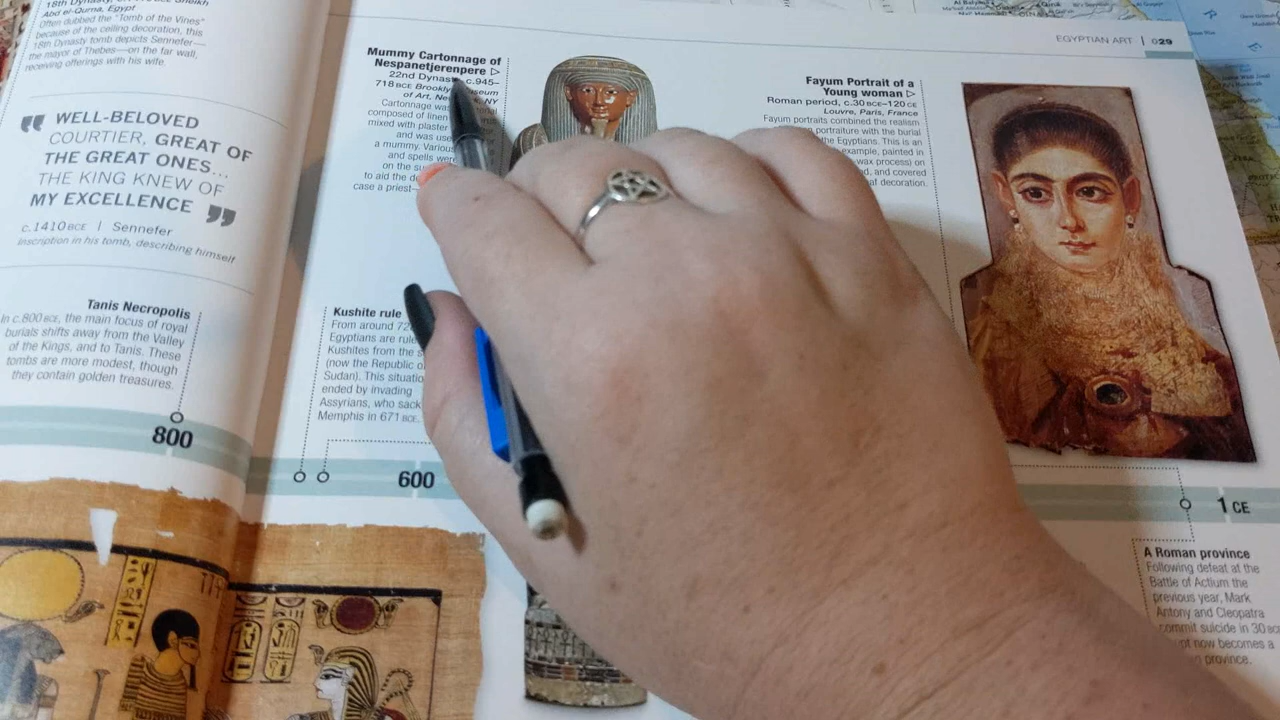 18th Dynasty,
Abd el-Qurna, Egypt
Often dubbed the "Tomb of the Vines"
because of the ceiling decoration, this
18th Dynasty tomb depicts Sennefer—
the mayor of Thebes—on the far wall,
receiving offerings with his wife.
" WELL-BELOVED
COURTIER, GREAT OF
THE GREAT ONES...
THE KING KNEW OF
MY EXCELLENCE "
c.1410 BCE | Sennefer
Inscription in his tomb, describing himself
Tanis Necropolis
In c.800 BCE, the main focus of royal
burials shifts away from the Valley
of the Kings, and to Tanis. These
tombs are more modest, though
they contain golden treasures.
800
EGYPTIAN ART | 029
Mummy Cartonnage of
Nespanetjerenpere ▷
22nd Dynasty c.945–
718 BCE Brooklyn
of Art, NY
Cartonnage was
composed of linen
mixed with plaster
and was
a mummy. Various
and spells were
on the
to aid the
case a priest—
Fayum Portrait of a
Young woman ▷
Roman period, c.30 BCE–120 CE
Louvre, Paris, France
Fayum portraits combined the realism
portraiture with the burial
the Egyptians. This is an
example, painted in
wax process) on
and covered
decoration.
Kushite rule
From around
Egyptians are
Kushites from the
(now the Republic
Sudan). This
ended by invading
Assyrians, who
Memphis in 671 BCE.
600
1 CE
A Roman province
Following defeat at the
Battle of Actium the
previous year, Mark
Antony and Cleopatra
commit suicide in 30
now becomes a
province.